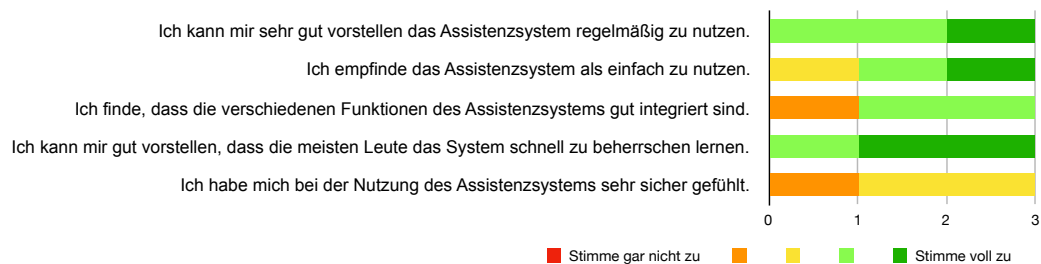 Ich kann mir sehr gut vorstellen das Assistenzsystem regelmäßig zu nutzen.
Ich empfinde das Assistenzsystem als einfach zu nutzen.
Ich finde, dass die verschiedenen Funktionen des Assistenzsystems gut integriert sind.
Ich kann mir gut vorstellen, dass die meisten Leute das System schnell zu beherrschen lernen.
Ich habe mich bei der Nutzung des Assistenzsystems sehr sicher gefühlt.
0 1 2 3
Stimme gar nicht zu Stimme voll zu